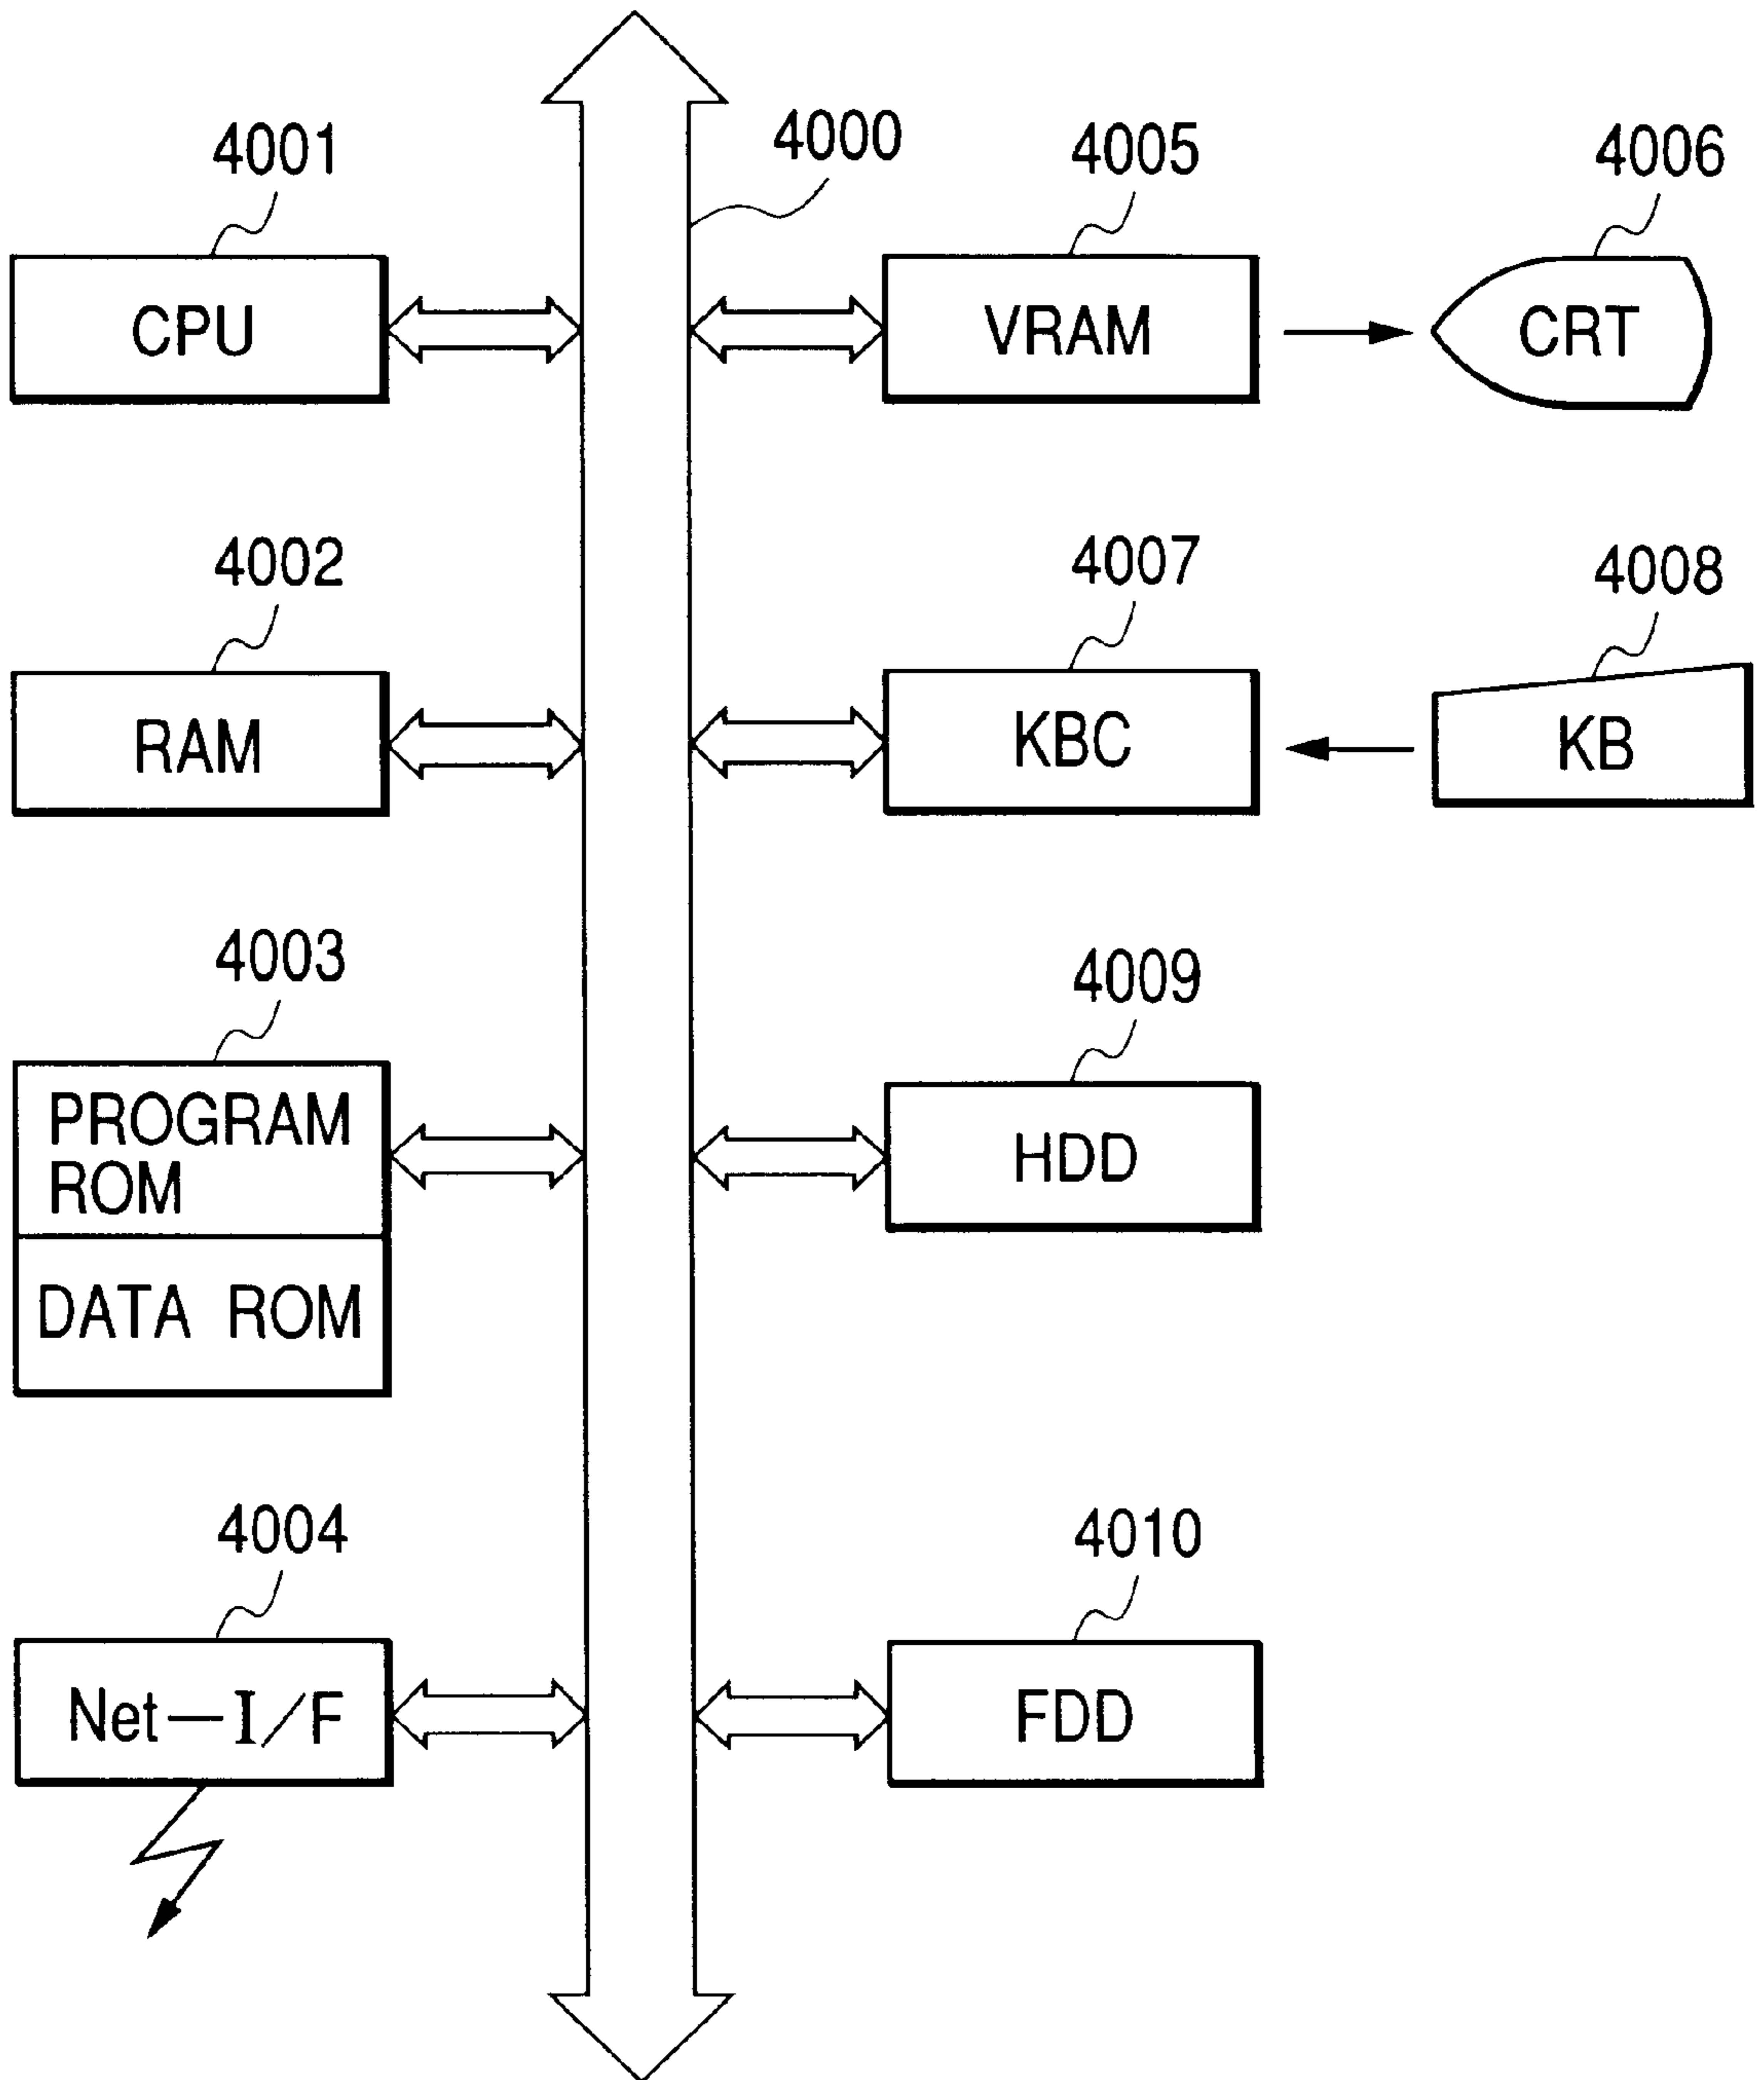 4000
4001
CPU
4005
VRAM
4006
CRT
4002
RAM
4007
KBC
4008
KB
4003
PROGRAM
ROM
DATA ROM
4009
HDD
4004
Net—I/F
4010
FDD